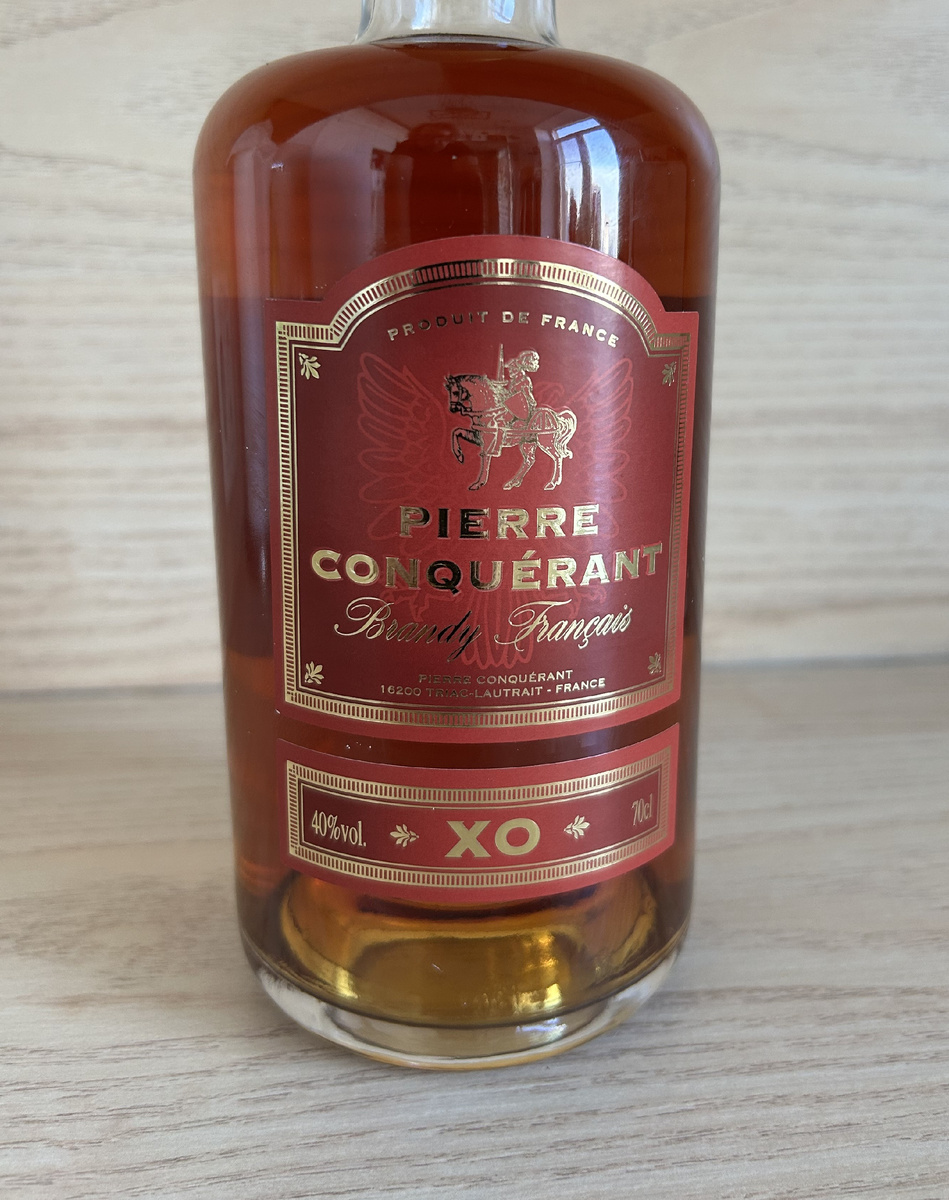 PRODUIT DE FRANCE
PIERRE
CONQUÉRANT
Brandy Français
PIERRE CONQUÉRANT
16200 TRIAC-LAUTRAIT - FRANCE
40%vol. XO 70cl